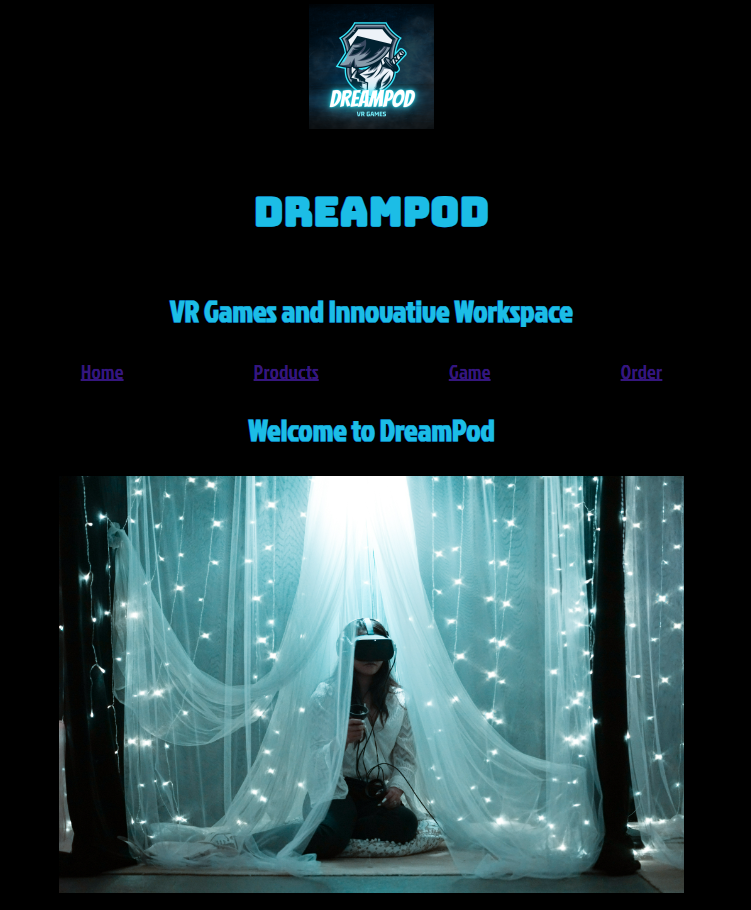 DREAMPOD
VR GAMES
DREAMPOD
VR Games and Innovative Workspace
Home Products Game Order
Welcome to DreamPod